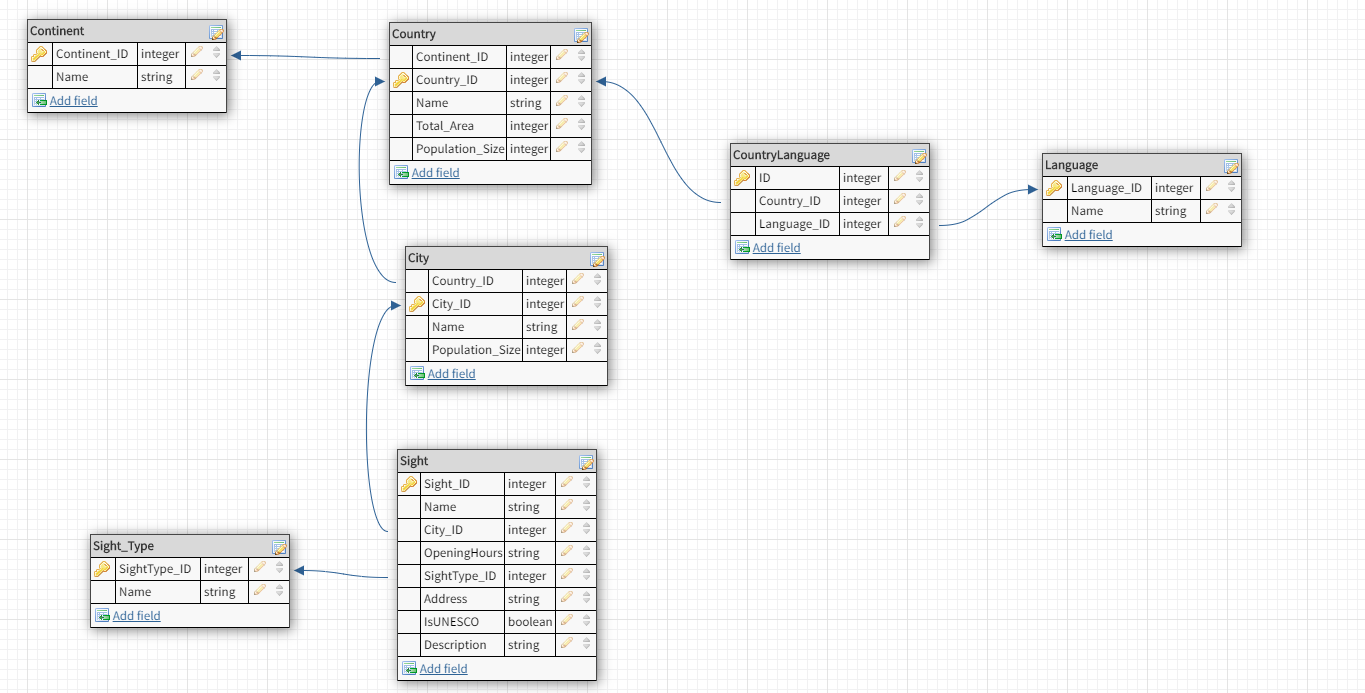 Continent
Continent_ID integer
Name string
Add field
Country
Continent_ID integer
Country_ID integer
Name string
Total_Area integer
Population_Size integer
Add field
CountryLanguage
ID integer
Country_ID integer
Language_ID integer
Add field
Language
Language_ID integer
Name string
Add field
City
Country_ID integer
City_ID integer
Name string
Population_Size integer
Add field
Sight
Sight_ID integer
Name string
City_ID integer
OpeningHours string
SightType_ID integer
Address string
IsUNESCO boolean
Description string
Add field
Sight_Type
SightType_ID integer
Name string
Add field